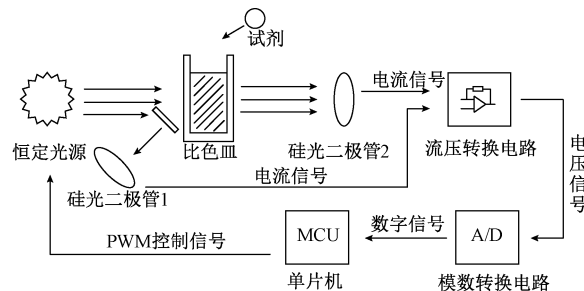 试剂
恒定光源
比色皿
硅光二极管1
硅光二极管2
电流信号
电流信号
流压转换电路
电压信号
A/D
模数转换电路
数字信号
MCU
单片机
PWM控制信号